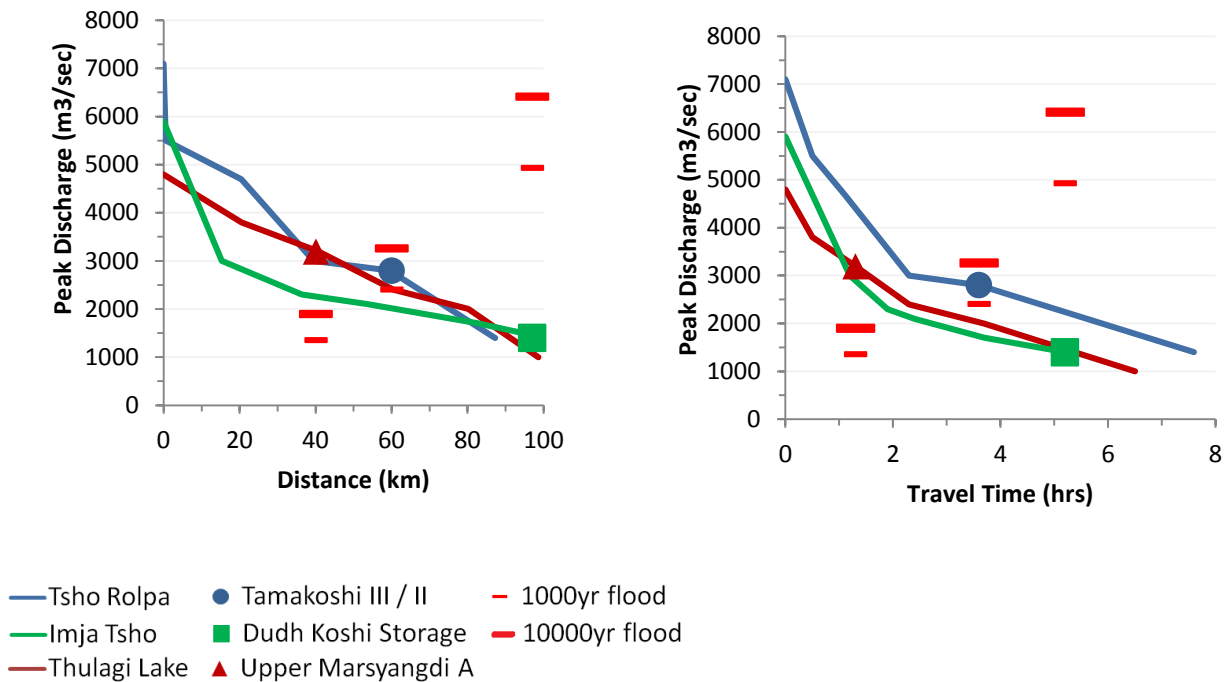 Peak Discharge (m3/sec)
8000
7000
6000
5000
4000
3000
2000
1000
0
0 20 40 60 80 100
Distance (km)
Peak Discharge (m3/sec)
8000
7000
6000
5000
4000
3000
2000
1000
0
0 2 4 6 8
Travel Time (hrs)
Tsho Rolpa Tamakoshi III / II 1000yr flood
Imja Tsho Dudh Koshi Storage 10000yr flood
Thulagi Lake Upper Marsyangdi A